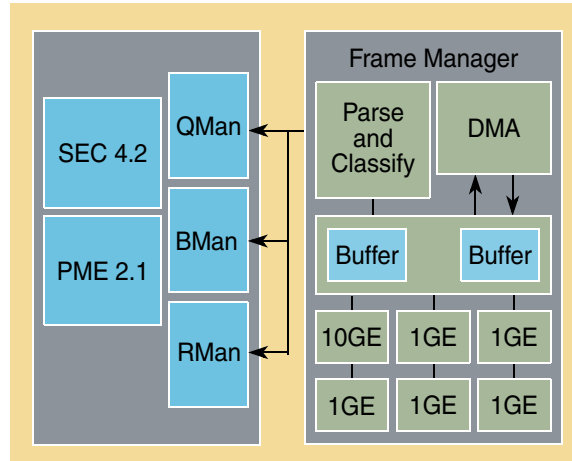 SEC 4.2
PME 2.1
QMan
BMan
RMan
Frame Manager
Parse
and
Classify
DMA
Buffer
Buffer
10GE
1GE
1GE
1GE
1GE
1GE